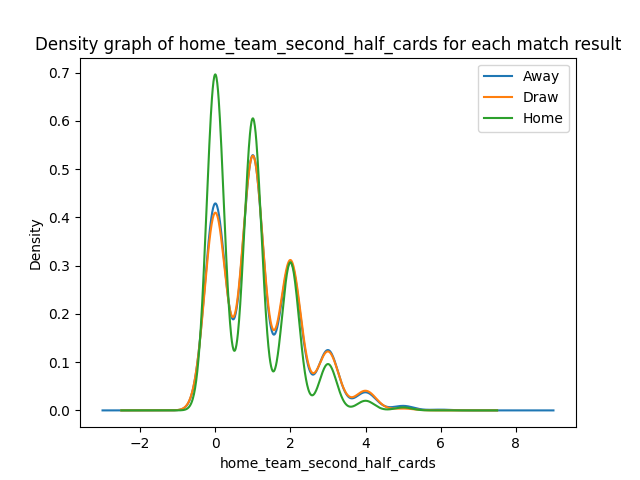 Density graph of home_team_second_half_cards for each match result
0.7
0.6
0.5
0.4
0.3
0.2
0.1
0.0
Density
Away
Draw
Home
−2
0
2
4
6
8
home_team_second_half_cards